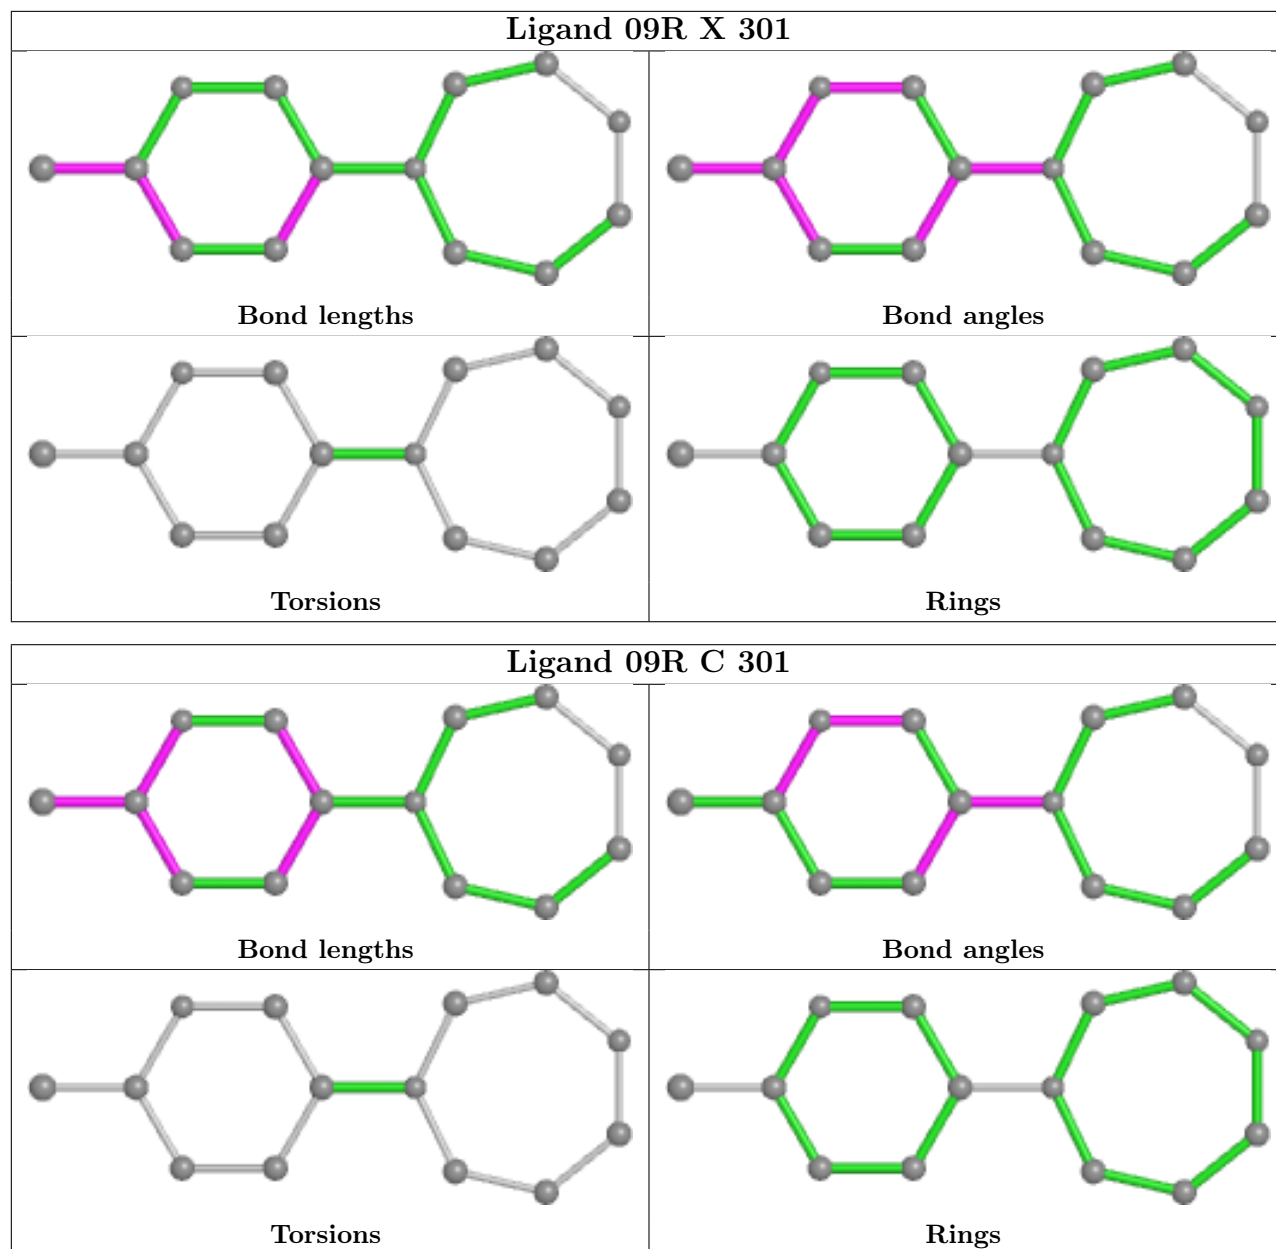 Ligand 09R X 301
Bond lengths
Bond angles
Torsions
Rings
Ligand 09R C 301
Bond lengths
Bond angles
Torsions
Rings